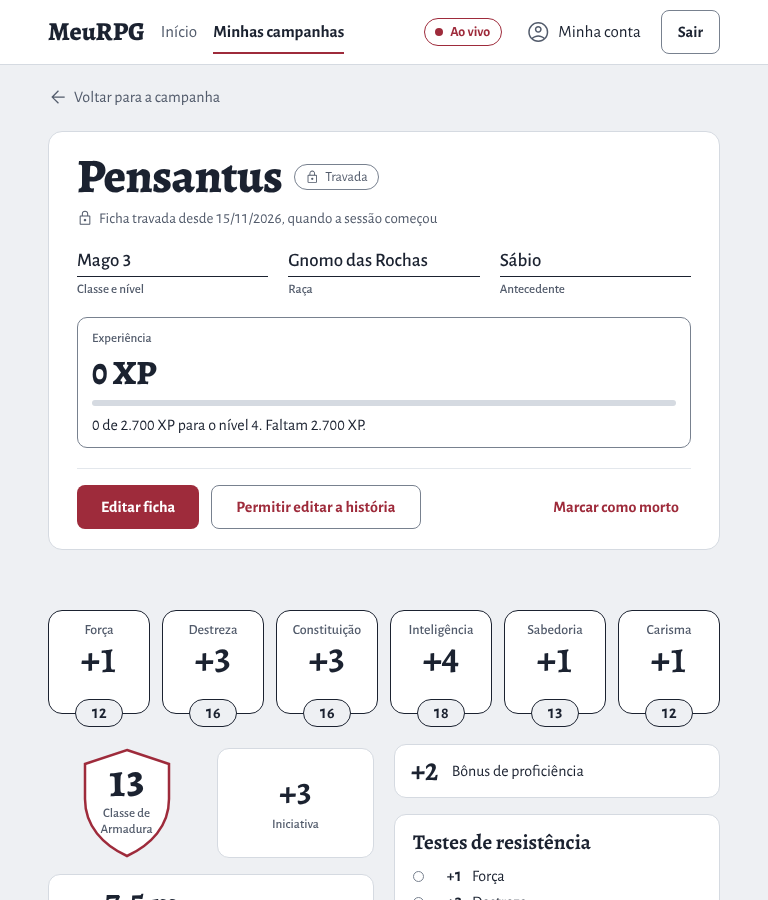 MeuRPG Início Minhas campanhas Ao vivo Minha conta Sair
Voltar para a campanha
Pensantus Travada
Ficha travada desde 15/11/2026, quando a sessão começou
Mago 3 Gnomo das Rochas Sábio
Classe e nível Raça Antecedente
Experiência
0 XP
0 de 2.700 XP para o nível 4. Faltam 2.700 XP.
Editar ficha Permitir editar a história Marcar como morto
Força Destreza Constituição Inteligência Sabedoria Carisma
+1 +3 +3 +4 +1 +1
12 16 16 18 13 12
13
Classe de
Armadura
+3
Iniciativa
+2 Bônus de proficiência
Testes de resistência
+1 Força